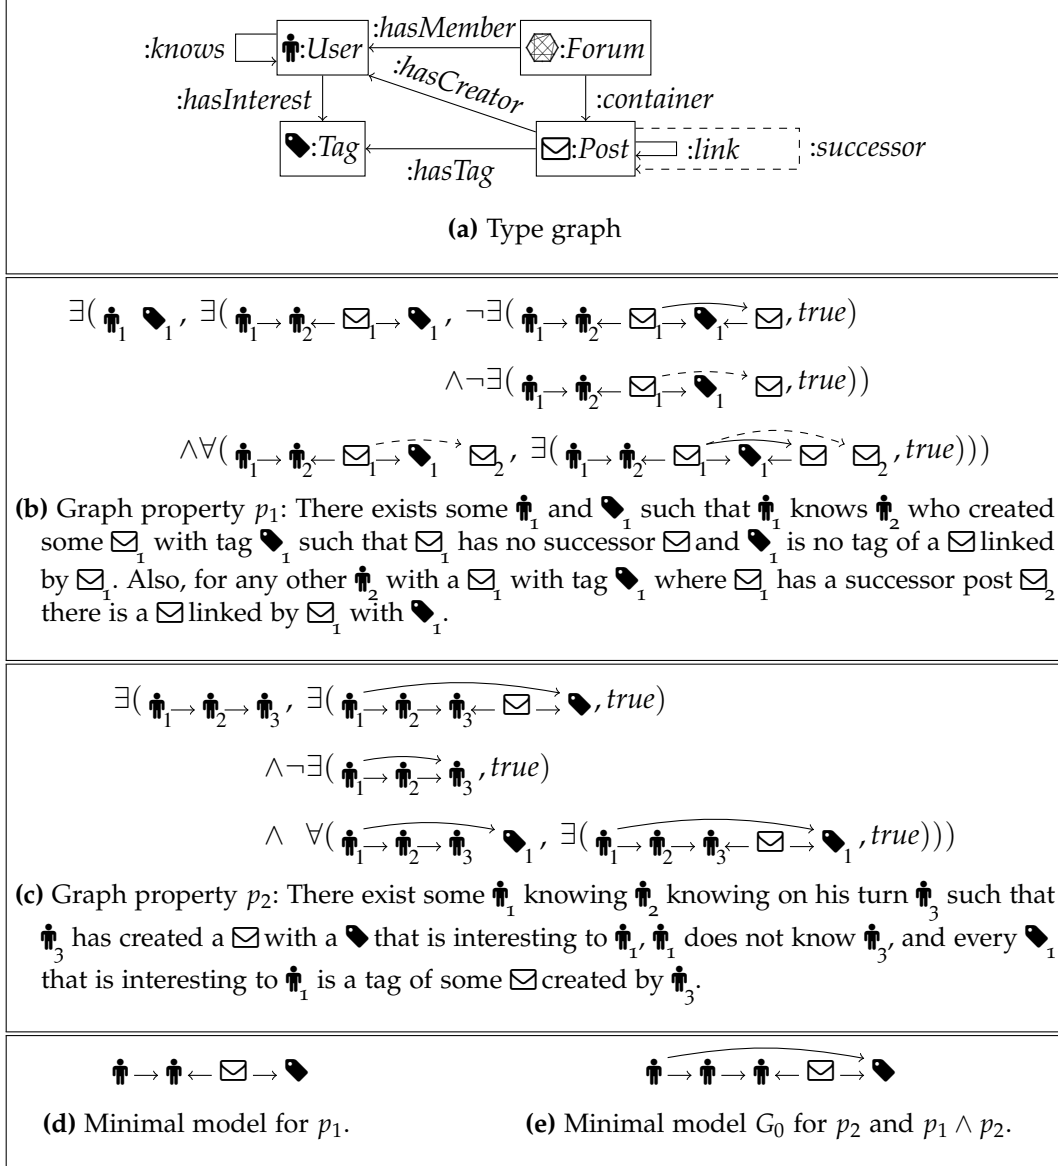 :knows :User :hasMember :Forum
:hasCreator
:hasInterest :container
:Tag :hasTag :Post :link :successor
(a) Type graph
∃( 1 1 , ∃( 1 → 2 ← 1 → 1 , ¬∃( 1 → 2 ← 1 → 1 ← , true)
∧¬∃( 1 → 2 ← 1 → 1 , true))
∧∀( 1 → 2 ← 1 → 1 2 , ∃( 1 → 2 ← 1 → 1 ← 2 , true)))
(b) Graph property p₁: There exists some 1 and 1 such that 1 knows 2 who created
some 1 with tag 1 such that 1 has no successor and 1 is no tag of a linked
by 1. Also, for any other 2 with a 1 with tag 1 where 1 has a successor post 2
there is a linked by 1 with 1.
∃( 1 → 2 → 3 , ∃( 1 → 2 → 3 ← → , true)
∧¬∃( 1 → 2 → 3 , true)
∧ ∀( 1 → 2 → 3 1 , ∃( 1 → 2 → 3 ← → 1 , true)))
(c) Graph property p₂: There exist some 1 knowing 2 knowing on his turn 3 such that
3 has created a with a that is interesting to 1, 1 does not know 3, and every 1
that is interesting to 1 is a tag of some created by 3.
→ ← →
(d) Minimal model for p₁.
→ → ← →
(e) Minimal model G₀ for p₂ and p₁ ∧ p₂.